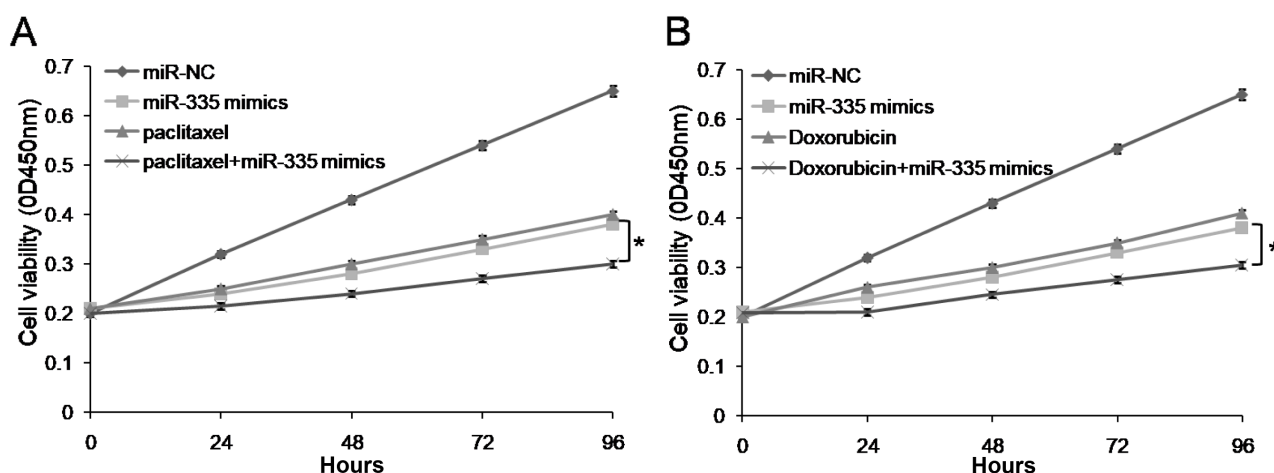 A
Cell viability (0D450nm)
0.7
0.6
0.5
0.4
0.3
0.2
0.1
0
miR-NC
miR-335 mimics
paclitaxel
paclitaxel+miR-335 mimics
*
0 24 48 72 96
Hours
B
Cell viability (0D450nm)
0.7
0.6
0.5
0.4
0.3
0.2
0.1
0
miR-NC
miR-335 mimics
Doxorubicin
Doxorubicin+miR-335 mimics
*
0 24 48 72 96
Hours